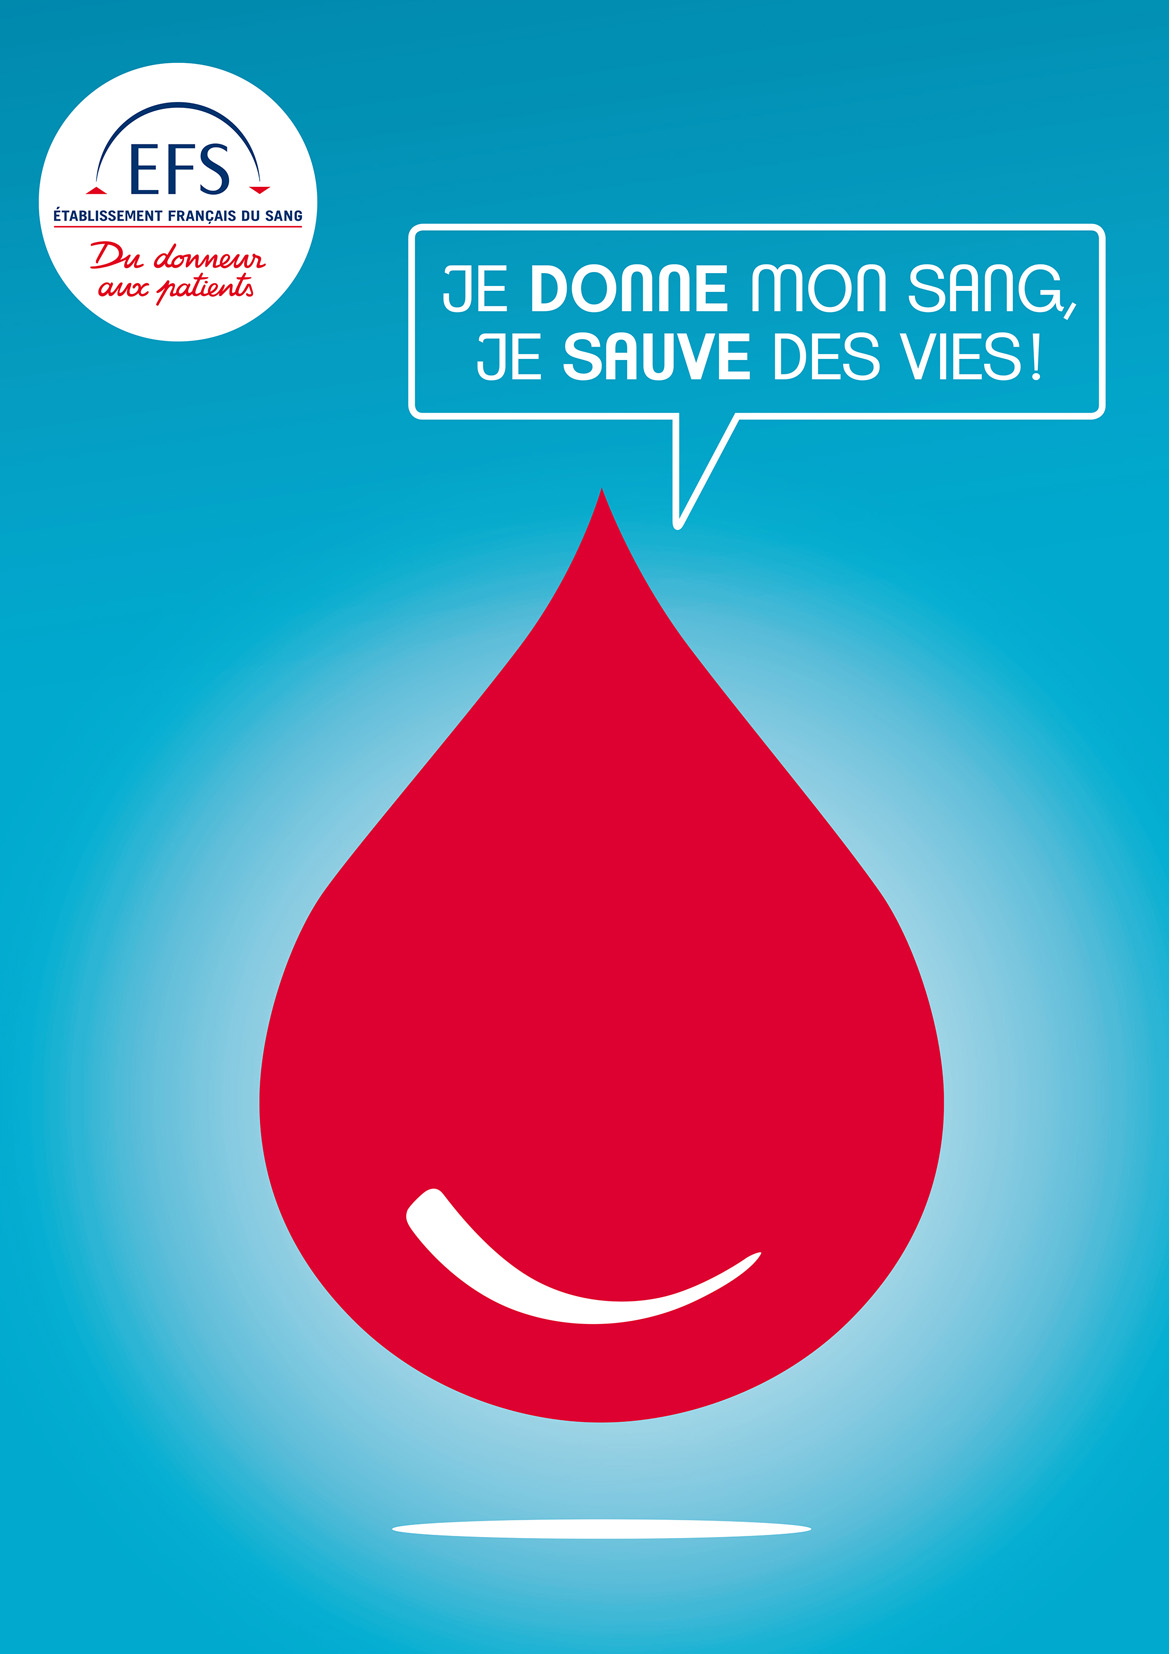 EFS
ÉTABLISSEMENT FRANÇAIS DU SANG
Du donneur
aux patients
JE DONNE MON SANG,
JE SAUVE DES VIES !